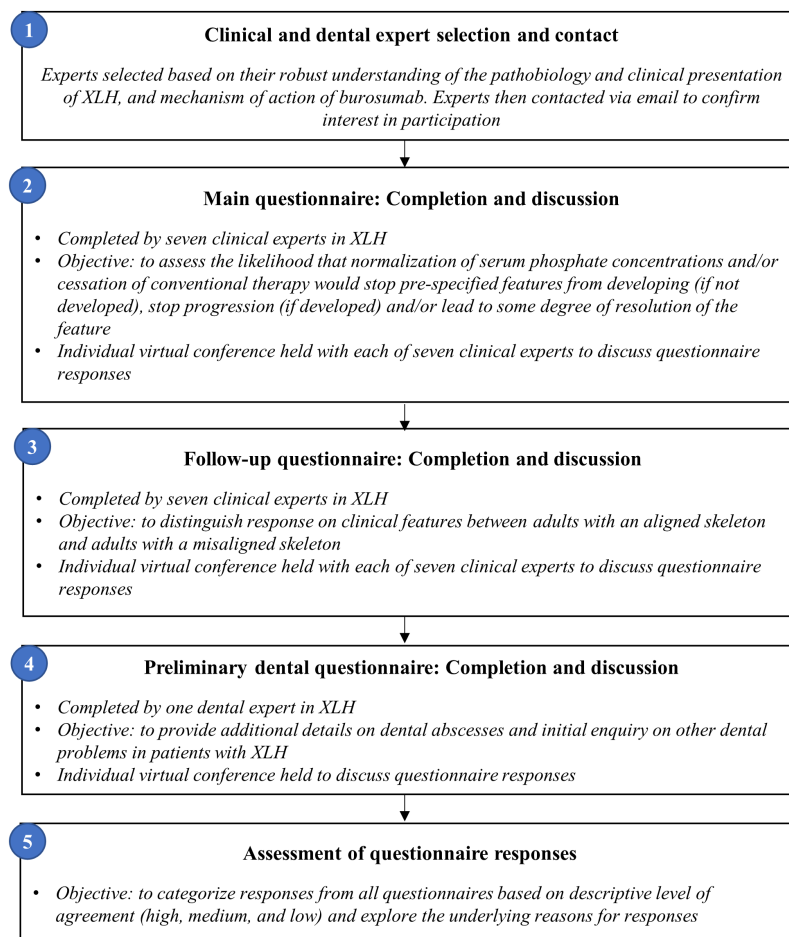 1
Clinical and dental expert selection and contact
Experts selected based on their robust understanding of the pathobiology and clinical presentation
of XLH, and mechanism of action of burosumab. Experts then contacted via email to confirm
interest in participation
2
Main questionnaire: Completion and discussion
• Completed by seven clinical experts in XLH
• Objective: to assess the likelihood that normalization of serum phosphate concentrations and/or
cessation of conventional therapy would stop pre-specified features from developing (if not
developed), stop progression (if developed) and/or lead to some degree of resolution of the
feature
• Individual virtual conference held with each of seven clinical experts to discuss questionnaire
responses
3
Follow-up questionnaire: Completion and discussion
• Completed by seven clinical experts in XLH
• Objective: to distinguish response on clinical features between adults with an aligned skeleton
and adults with a misaligned skeleton
• Individual virtual conference held with each of seven clinical experts to discuss questionnaire
responses
4
Preliminary dental questionnaire: Completion and discussion
• Completed by one dental expert in XLH
• Objective: to provide additional details on dental abscesses and initial enquiry on other dental
problems in patients with XLH
• Individual virtual conference held to discuss questionnaire responses
5
Assessment of questionnaire responses
• Objective: to categorize responses from all questionnaires based on descriptive level of
agreement (high, medium, and low) and explore the underlying reasons for responses